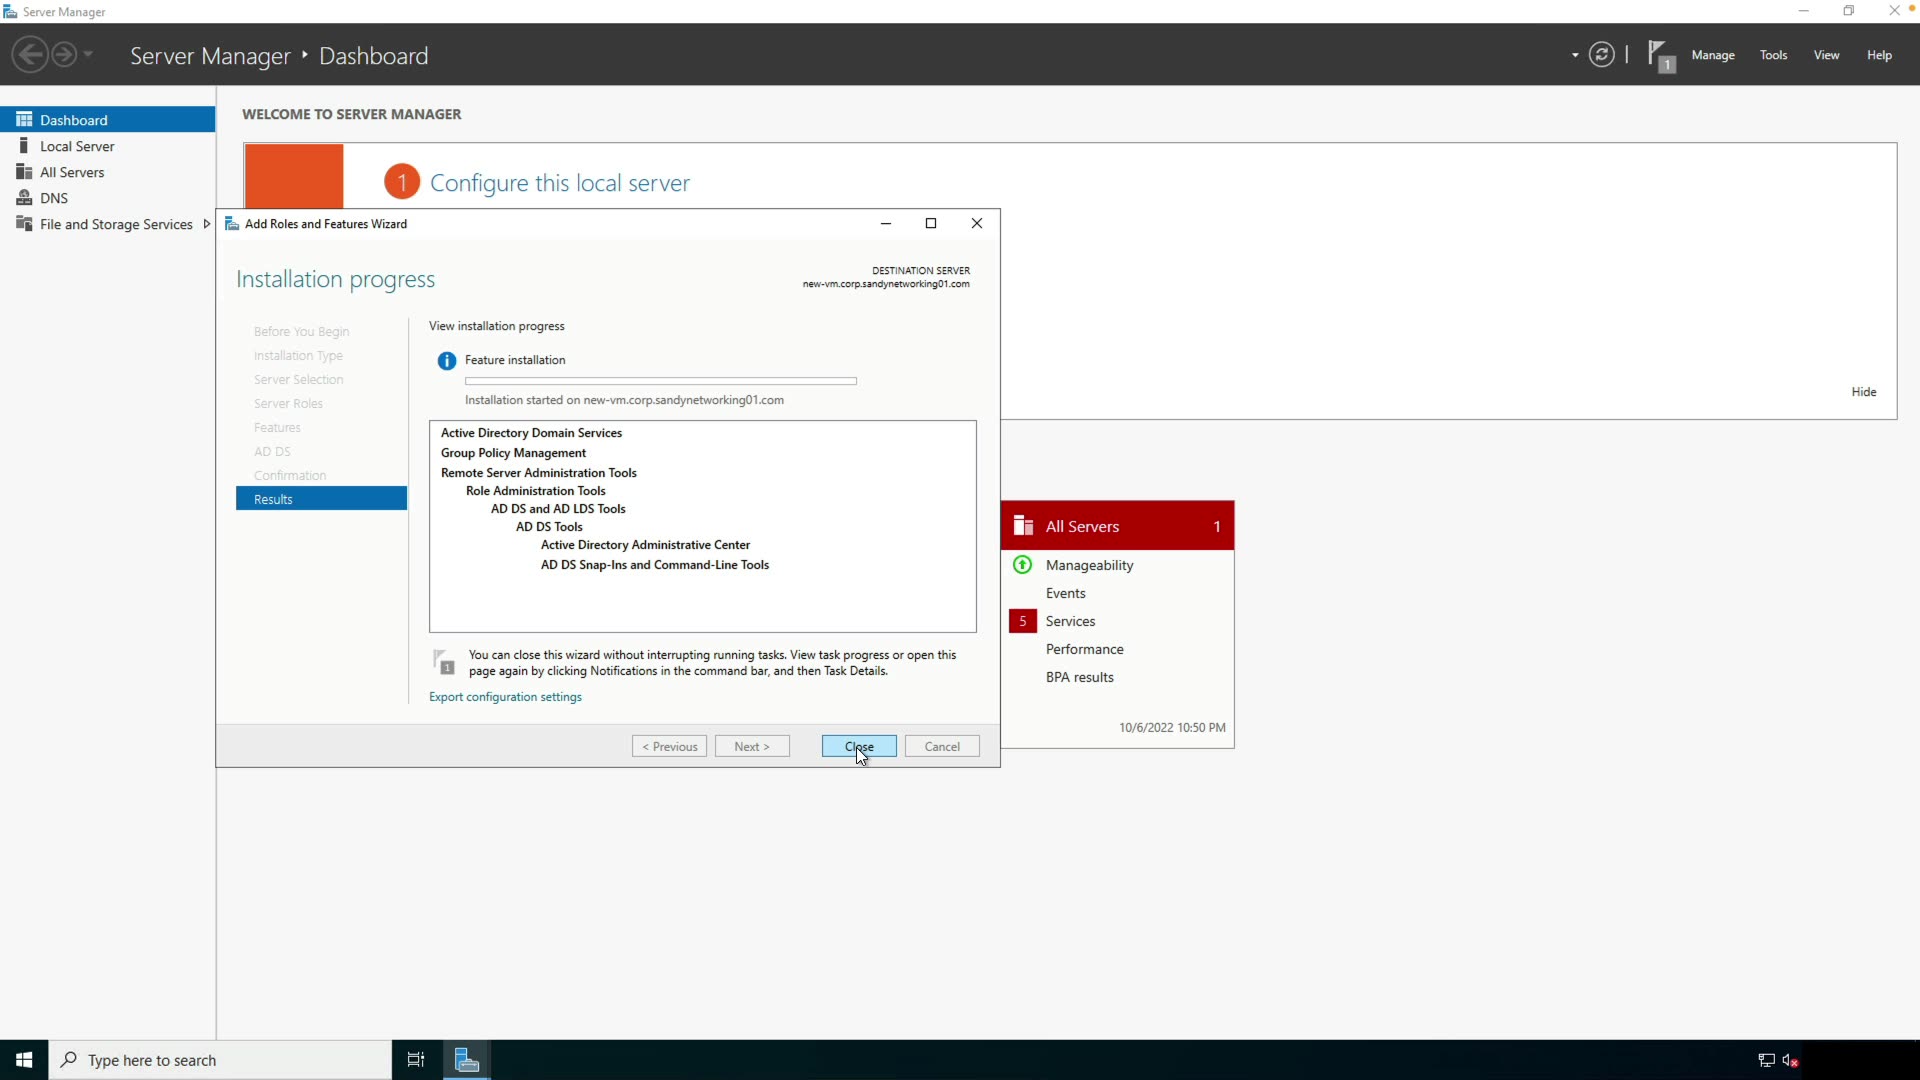 Server Manager
Server Manager ‣ Dashboard
1
Manage
Tools
View
Help
Dashboard
Local Server
All Servers
DNS
File and Storage Services
WELCOME TO SERVER MANAGER
1 Configure this local server
Hide
Add Roles and Features Wizard
Installation progress
DESTINATION SERVER
new-vm.corp.sandynetworking01.com
Before You Begin
Installation Type
Server Selection
Server Roles
Features
AD DS
Confirmation
Results
View installation progress
Feature installation
Installation started on new-vm.corp.sandynetworking01.com
Active Directory Domain Services
Group Policy Management
Remote Server Administration Tools
Role Administration Tools
AD DS and AD LDS Tools
AD DS Tools
Active Directory Administrative Center
AD DS Snap-Ins and Command-Line Tools
1
You can close this wizard without interrupting running tasks. View task progress or open this
page again by clicking Notifications in the command bar, and then Task Details.
Export configuration settings
< Previous
Next >
Close
Cancel
All Servers 1
Manageability
Events
5 Services
Performance
BPA results
10/6/2022 10:50 PM
Type here to search